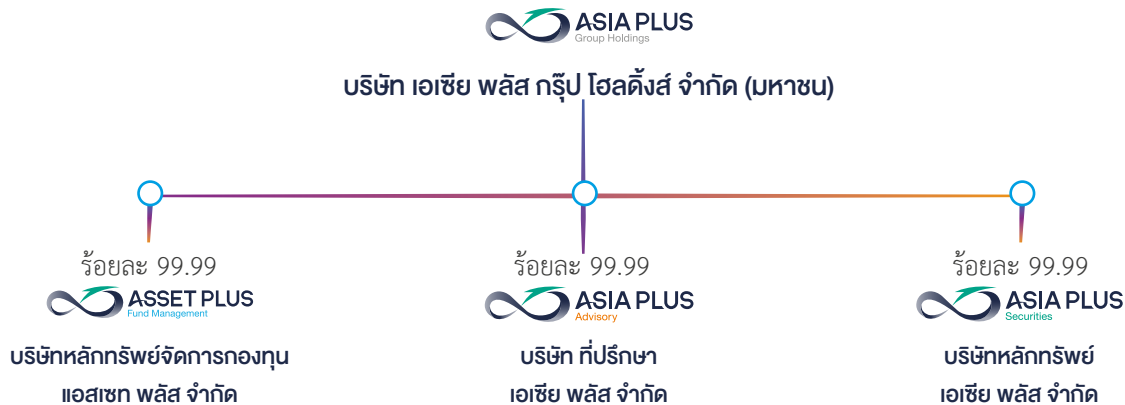 ASIA PLUS
Group Holdings
บริษัท เอเซีย พลัส กรุ๊ป โฮลดิ้งส์ จำกัด (มหาชน)
ร้อยละ 99.99
ASSET PLUS
Fund Management
บริษัทหลักทรัพย์จัดการกองทุน
แอสเซท พลัส จำกัด
ร้อยละ 99.99
ASIA PLUS
Advisory
บริษัท ที่ปรึกษา
เอเซีย พลัส จำกัด
ร้อยละ 99.99
ASIA PLUS
Securities
บริษัทหลักทรัพย์
เอเซีย พลัส จำกัด